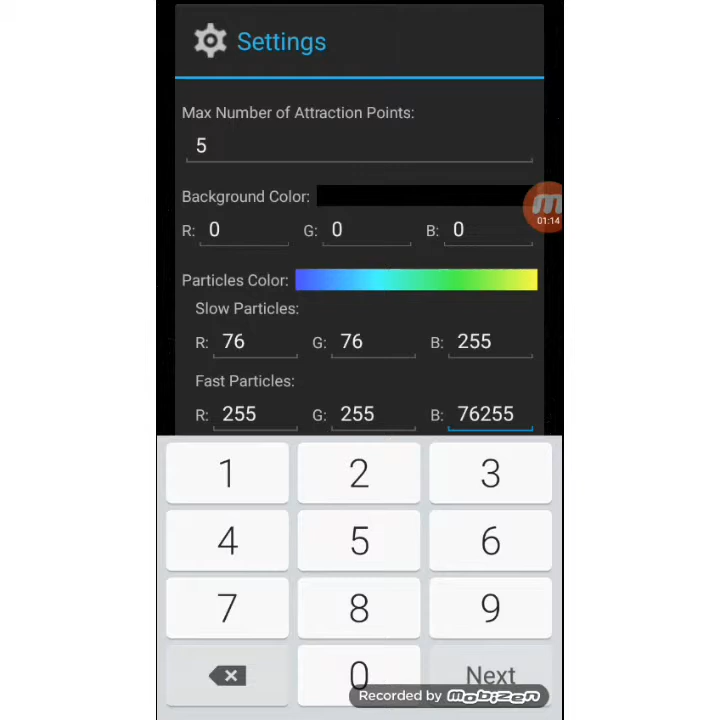 Settings
Max Number of Attraction Points:
5
Background Color:
01:14
R: 0 G: 0 B: 0
Particles Color:
Slow Particles:
R: 76 G: 76 B: 255
Fast Particles:
R: 255 G: 255 B: 76255
1 2 3
4 5 6
7 8 9
0 Next
Recorded by mobizen